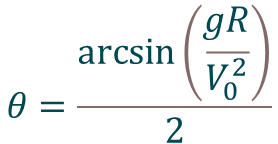 θ = arcsin(gR / V₀²) / 2